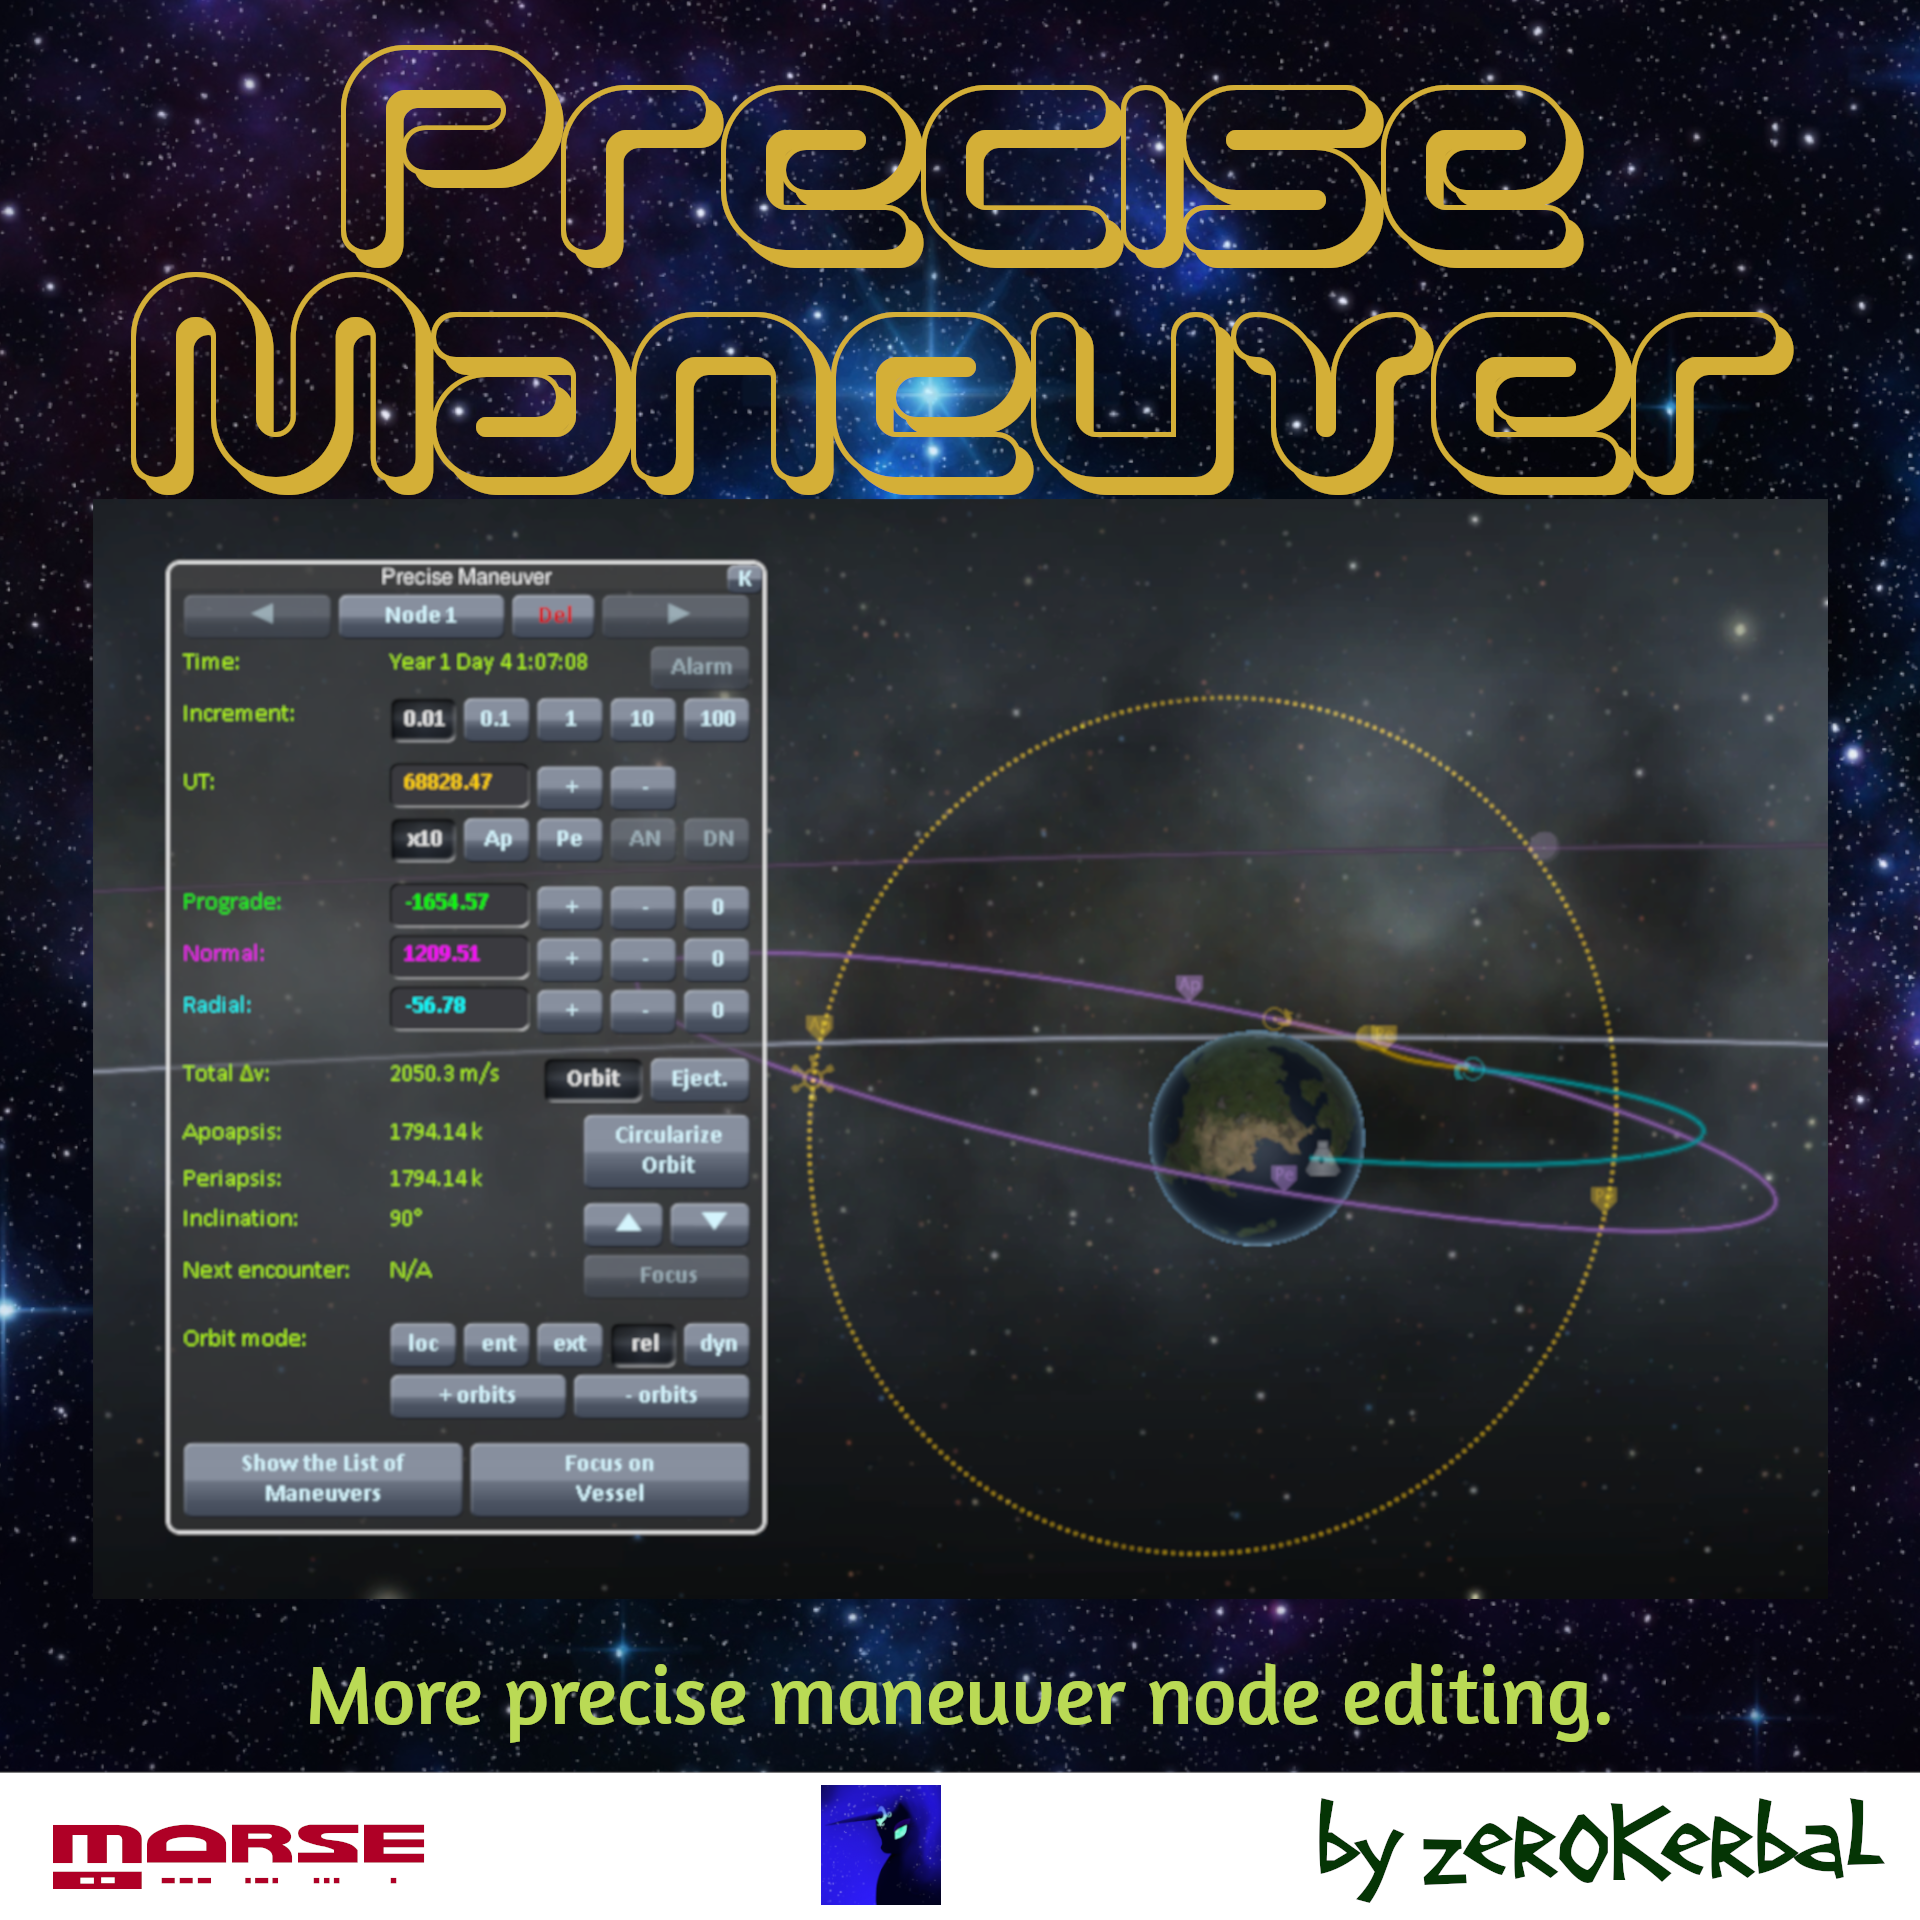 Precise
Maneuver
Precise Maneuver K
◀ Node 1 Del ▶
Time: Year 1 Day 4 1:07:08 Alarm
Increment: 0.01 0.1 1 10 100
UT: 68828.47 + -
x10 Ap Pe AN DN
Prograde: -1654.57 + - 0
Normal: 1209.51 + - 0
Radial: -56.78 + - 0
Total Δv: 2050.3 m/s Orbit Eject.
Apoapsis: 1794.14 k Circularize
Orbit
Periapsis: 1794.14 k
Inclination: 90° ▲ ▼
Next encounter: N/A Focus
Orbit mode: loc ent ext rel dyn
+ orbits - orbits
Show the List of
Maneuvers
Focus on
Vessel
Ap
Pe
More precise maneuver node editing.
MORSE
by zeroKerbal